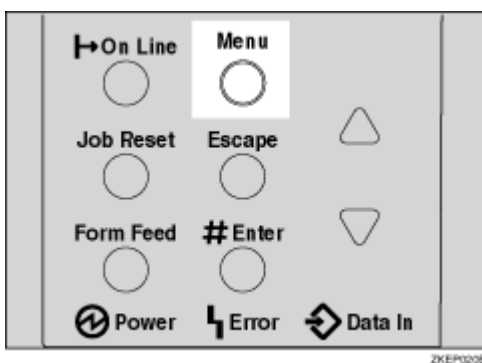 On Line Menu
Job Reset Escape
Form Feed # Enter
Power Error Data In